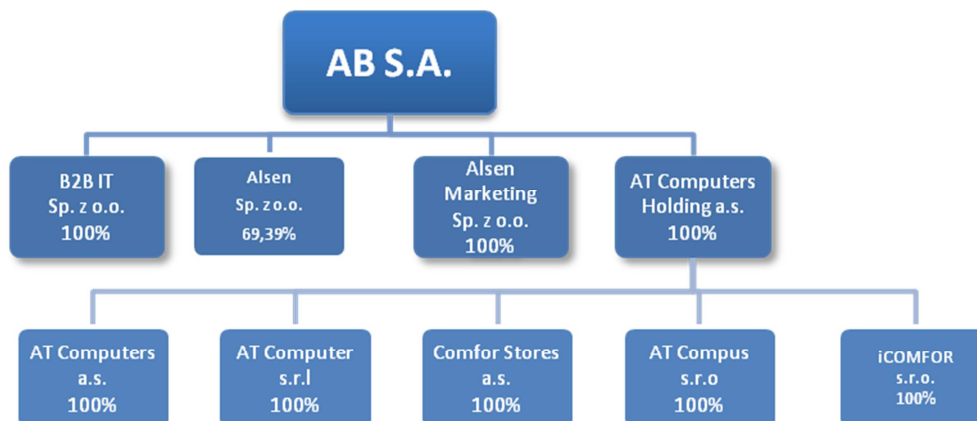 AB S.A.
B2B IT
Sp. z o.o.
100%
Alsen
Sp. z o.o.
69,39%
Alsen
Marketing
Sp. z o.o.
100%
AT Computers
Holding a.s.
100%
AT Computers
a.s.
100%
AT Computer
s.r.l
100%
Comfor Stores
a.s.
100%
AT Compus
s.r.o
100%
iCOMFOR
s.r.o.
100%